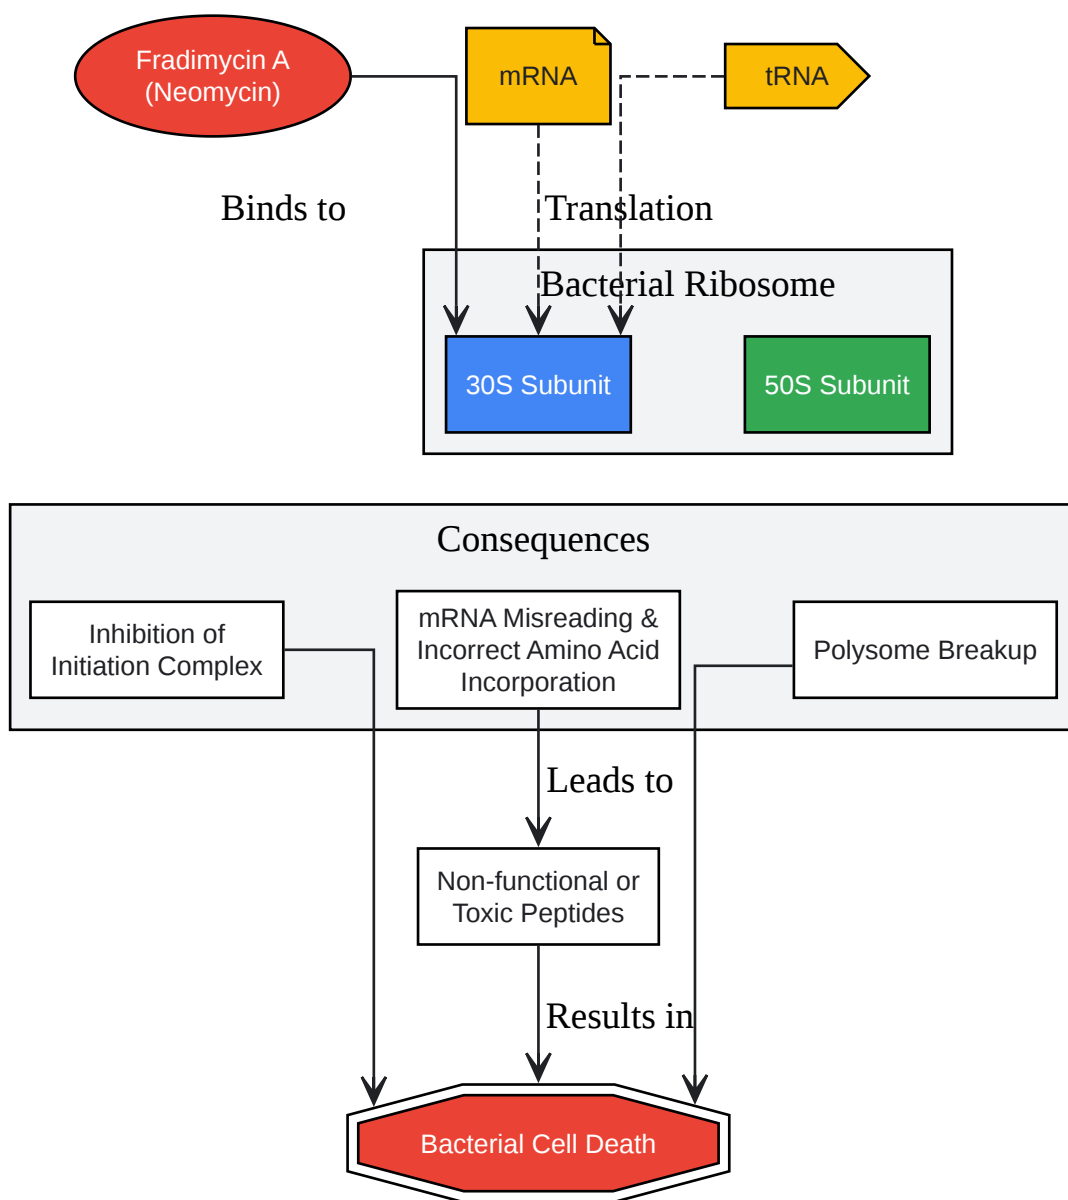 Fradimycin A
(Neomycin)
mRNA
tRNA
Binds to
Translation
Bacterial Ribosome
30S Subunit
50S Subunit
Consequences
Inhibition of
Initiation Complex
mRNA Misreading &
Incorrect Amino Acid
Incorporation
Polysome Breakup
Leads to
Non-functional or
Toxic Peptides
Results in
Bacterial Cell Death